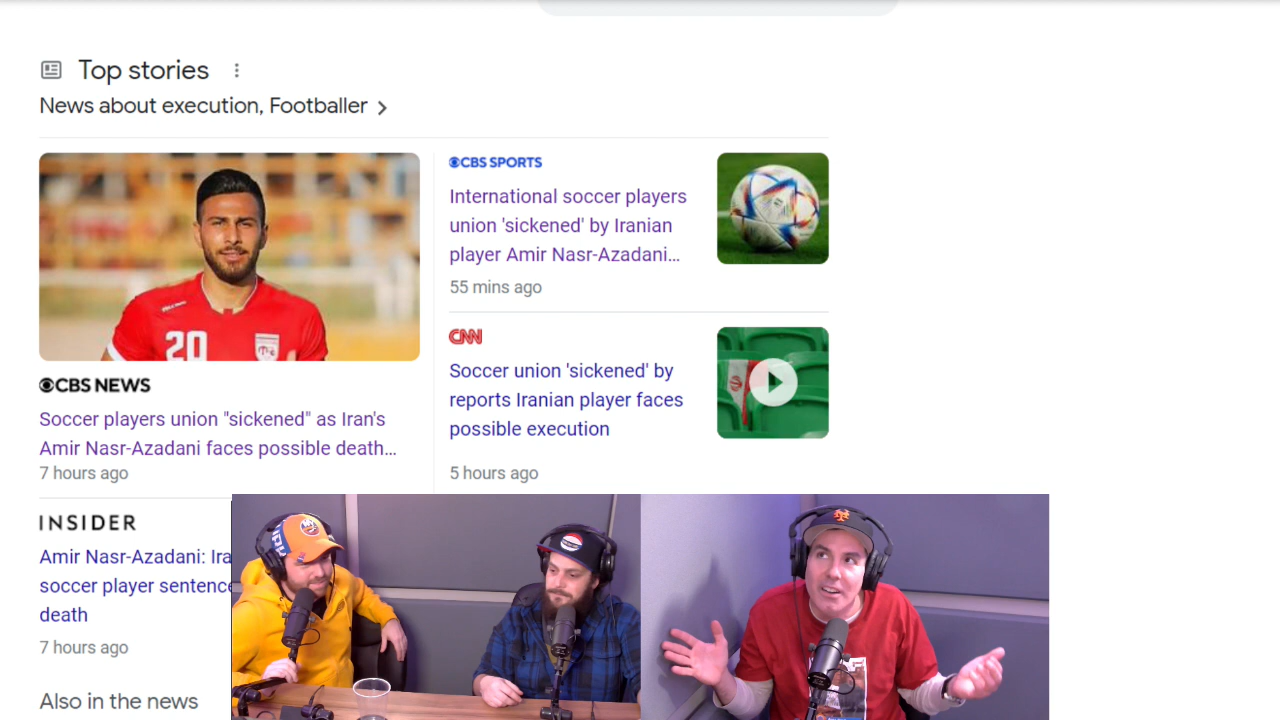 Top stories
News about execution, Footballer
20
CBS NEWS
Soccer players union "sickened" as Iran's
Amir Nasr-Azadani faces possible death…
7 hours ago
CBS SPORTS
International soccer players
union 'sickened' by Iranian
player Amir Nasr-Azadani…
55 mins ago
CNN
Soccer union 'sickened' by
reports Iranian player faces
possible execution
5 hours ago
INSIDER
Amir Nasr-Azadani: Ira
soccer player sentence
death
7 hours ago
Also in the news